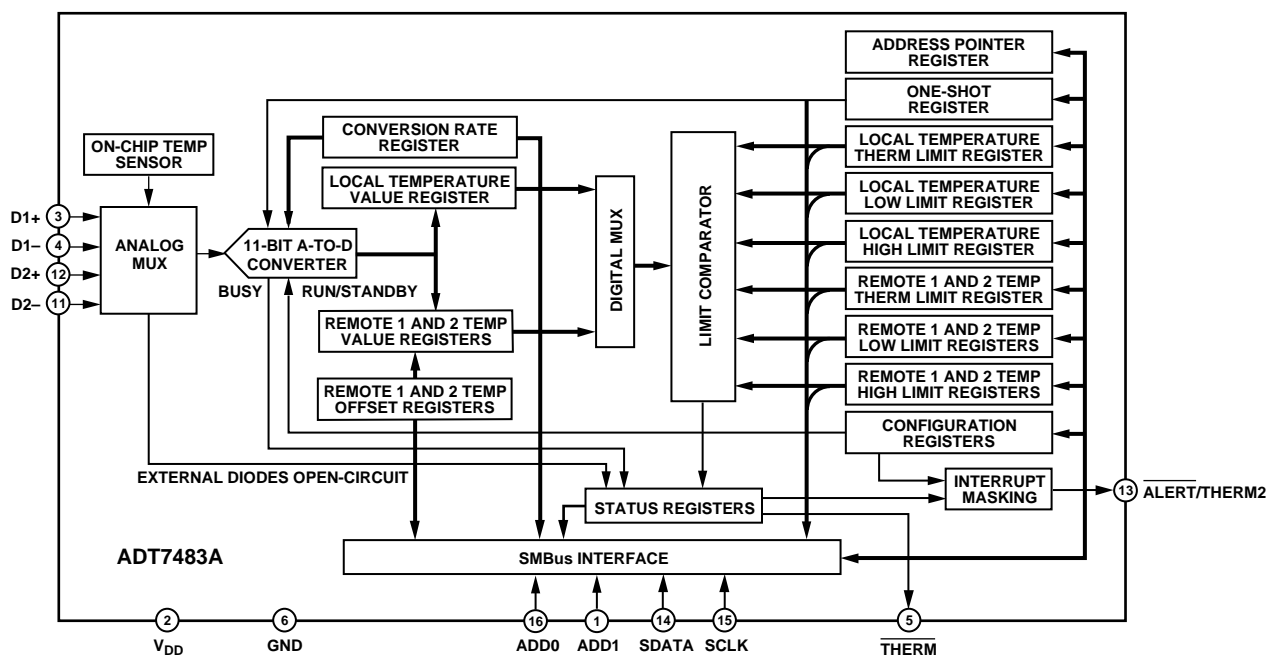 ADDRESS POINTER
REGISTER
ONE-SHOT
REGISTER
CONVERSION RATE
REGISTER
ON-CHIP TEMP
SENSOR
LOCAL TEMPERATURE
THERM LIMIT REGISTER
LOCAL TEMPERATURE
VALUE REGISTER
LOCAL TEMPERATURE
LOW LIMIT REGISTER
D1+ 3
D1– 4
D2+ 12
D2– 11
ANALOG
MUX
11-BIT A-TO-D
CONVERTER
BUSY
RUN/STANDBY
DIGITAL MUX
LIMIT COMPARATOR
LOCAL TEMPERATURE
HIGH LIMIT REGISTER
REMOTE 1 AND 2 TEMP
THERM LIMIT REGISTER
REMOTE 1 AND 2 TEMP
VALUE REGISTERS
REMOTE 1 AND 2 TEMP
LOW LIMIT REGISTERS
REMOTE 1 AND 2 TEMP
OFFSET REGISTERS
REMOTE 1 AND 2 TEMP
HIGH LIMIT REGISTERS
CONFIGURATION
REGISTERS
EXTERNAL DIODES OPEN-CIRCUIT
INTERRUPT
MASKING
13 ALERT/THERM2
STATUS REGISTERS
ADT7483A
SMBus INTERFACE
2
VDD
6
GND
16
ADD0
1
ADD1
14
SDATA
15
SCLK
5
THERM